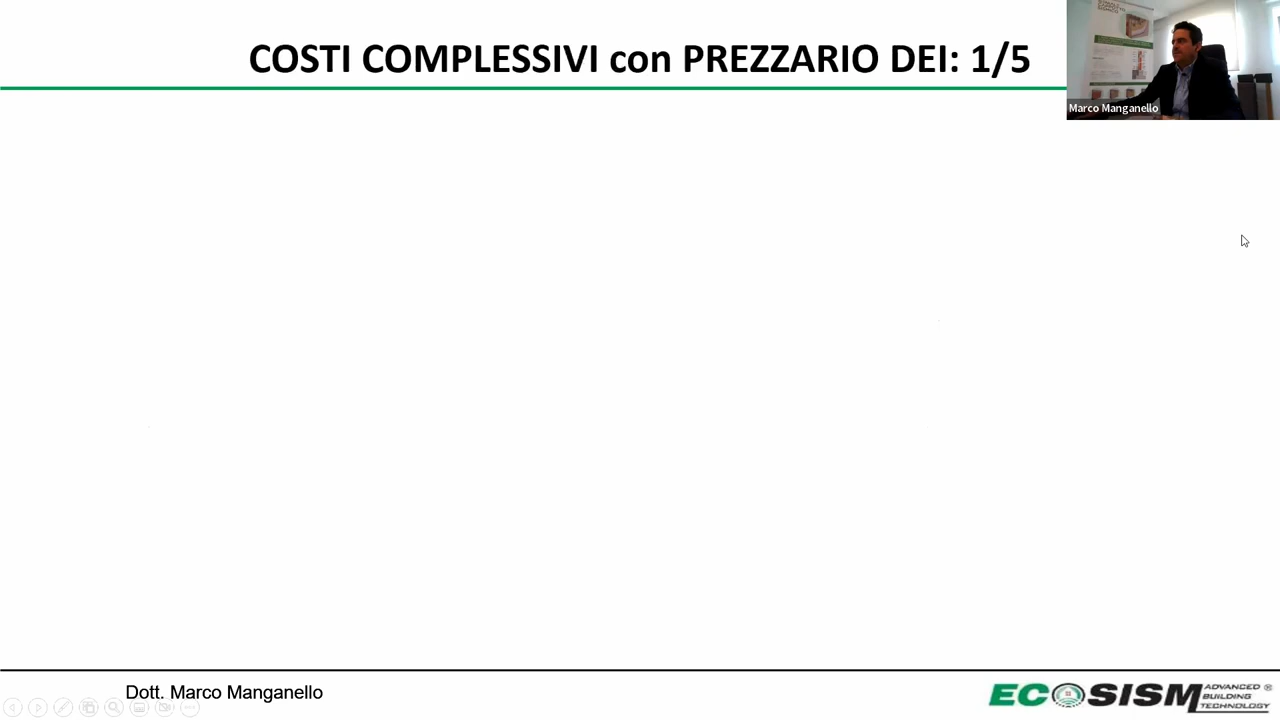 COSTI COMPLESSIVI con PREZZARIO DEI: 1/5
Marco Manganello
Dott. Marco Manganello
ECOSISM
ADVANCED ®
BUILDING
TECHNOLOGY